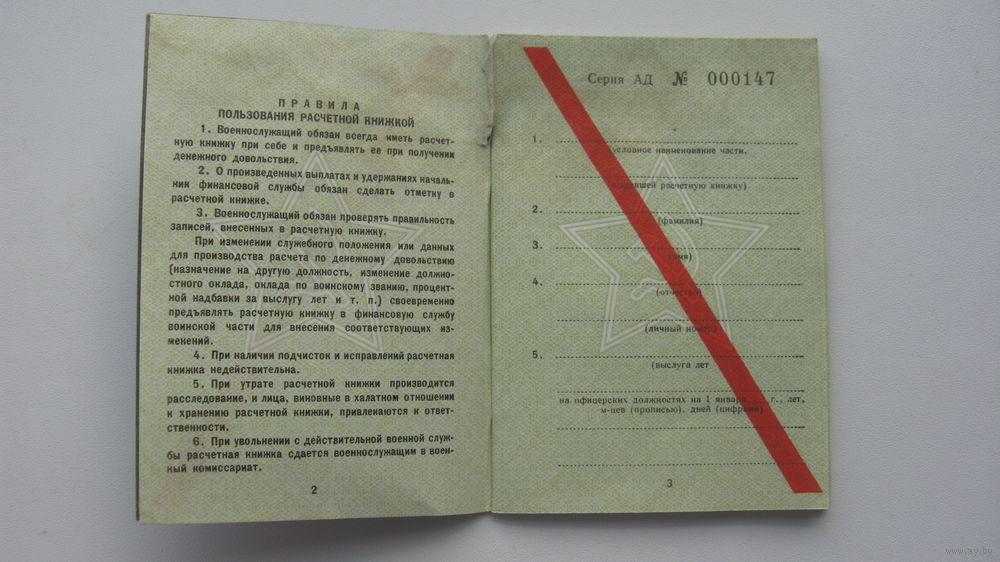 ПРАВИЛА
ПОЛЬЗОВАНИЯ РАСЧЕТНОЙ КНИЖКОЙ
1. Военнослужащий обязан всегда иметь расчет-
ную книжку при себе и предъявлять ее при получении
денежного довольствия.
2. О произведенных выплатах и удержаниях началь-
ник финансовой службы обязан сделать отметку в
расчетной книжке.
3. Военнослужащий обязан проверять правильность
записей, внесенных в расчетную книжку.
При изменении служебного положения или данных
для производства расчета по денежному довольствию
(назначение на другую должность, изменение должно-
стного оклада, оклада по воинскому званию, процент-
ной надбавки за выслугу лет и т. п.) своевременно
предъявлять расчетную книжку в финансовую службу
воинской части для внесения соответствующих из-
менений.
4. При наличии подчисток и исправлений расчетная
книжка недействительна.
5. При утрате расчетной книжки производится
расследование, и лица, виновные в халатном отношении
к хранению расчетной книжки, привлекаются к ответ-
ственности.
6. При увольнении с действительной военной служ-
бы расчетная книжка сдается военнослужащим в воен-
ный комиссариат.
2
Серия АД № 000147
1.
(условное наименование части,
выдавшей расчетную книжку)
2.
(фамилия)
3.
(имя)
4.
(отчество)
(личный номер)
5.
(выслуга лет
на офицерских должностях на 1 января г., лет,
м-цев (прописью), дней (цифрами)
3
www.ay.by